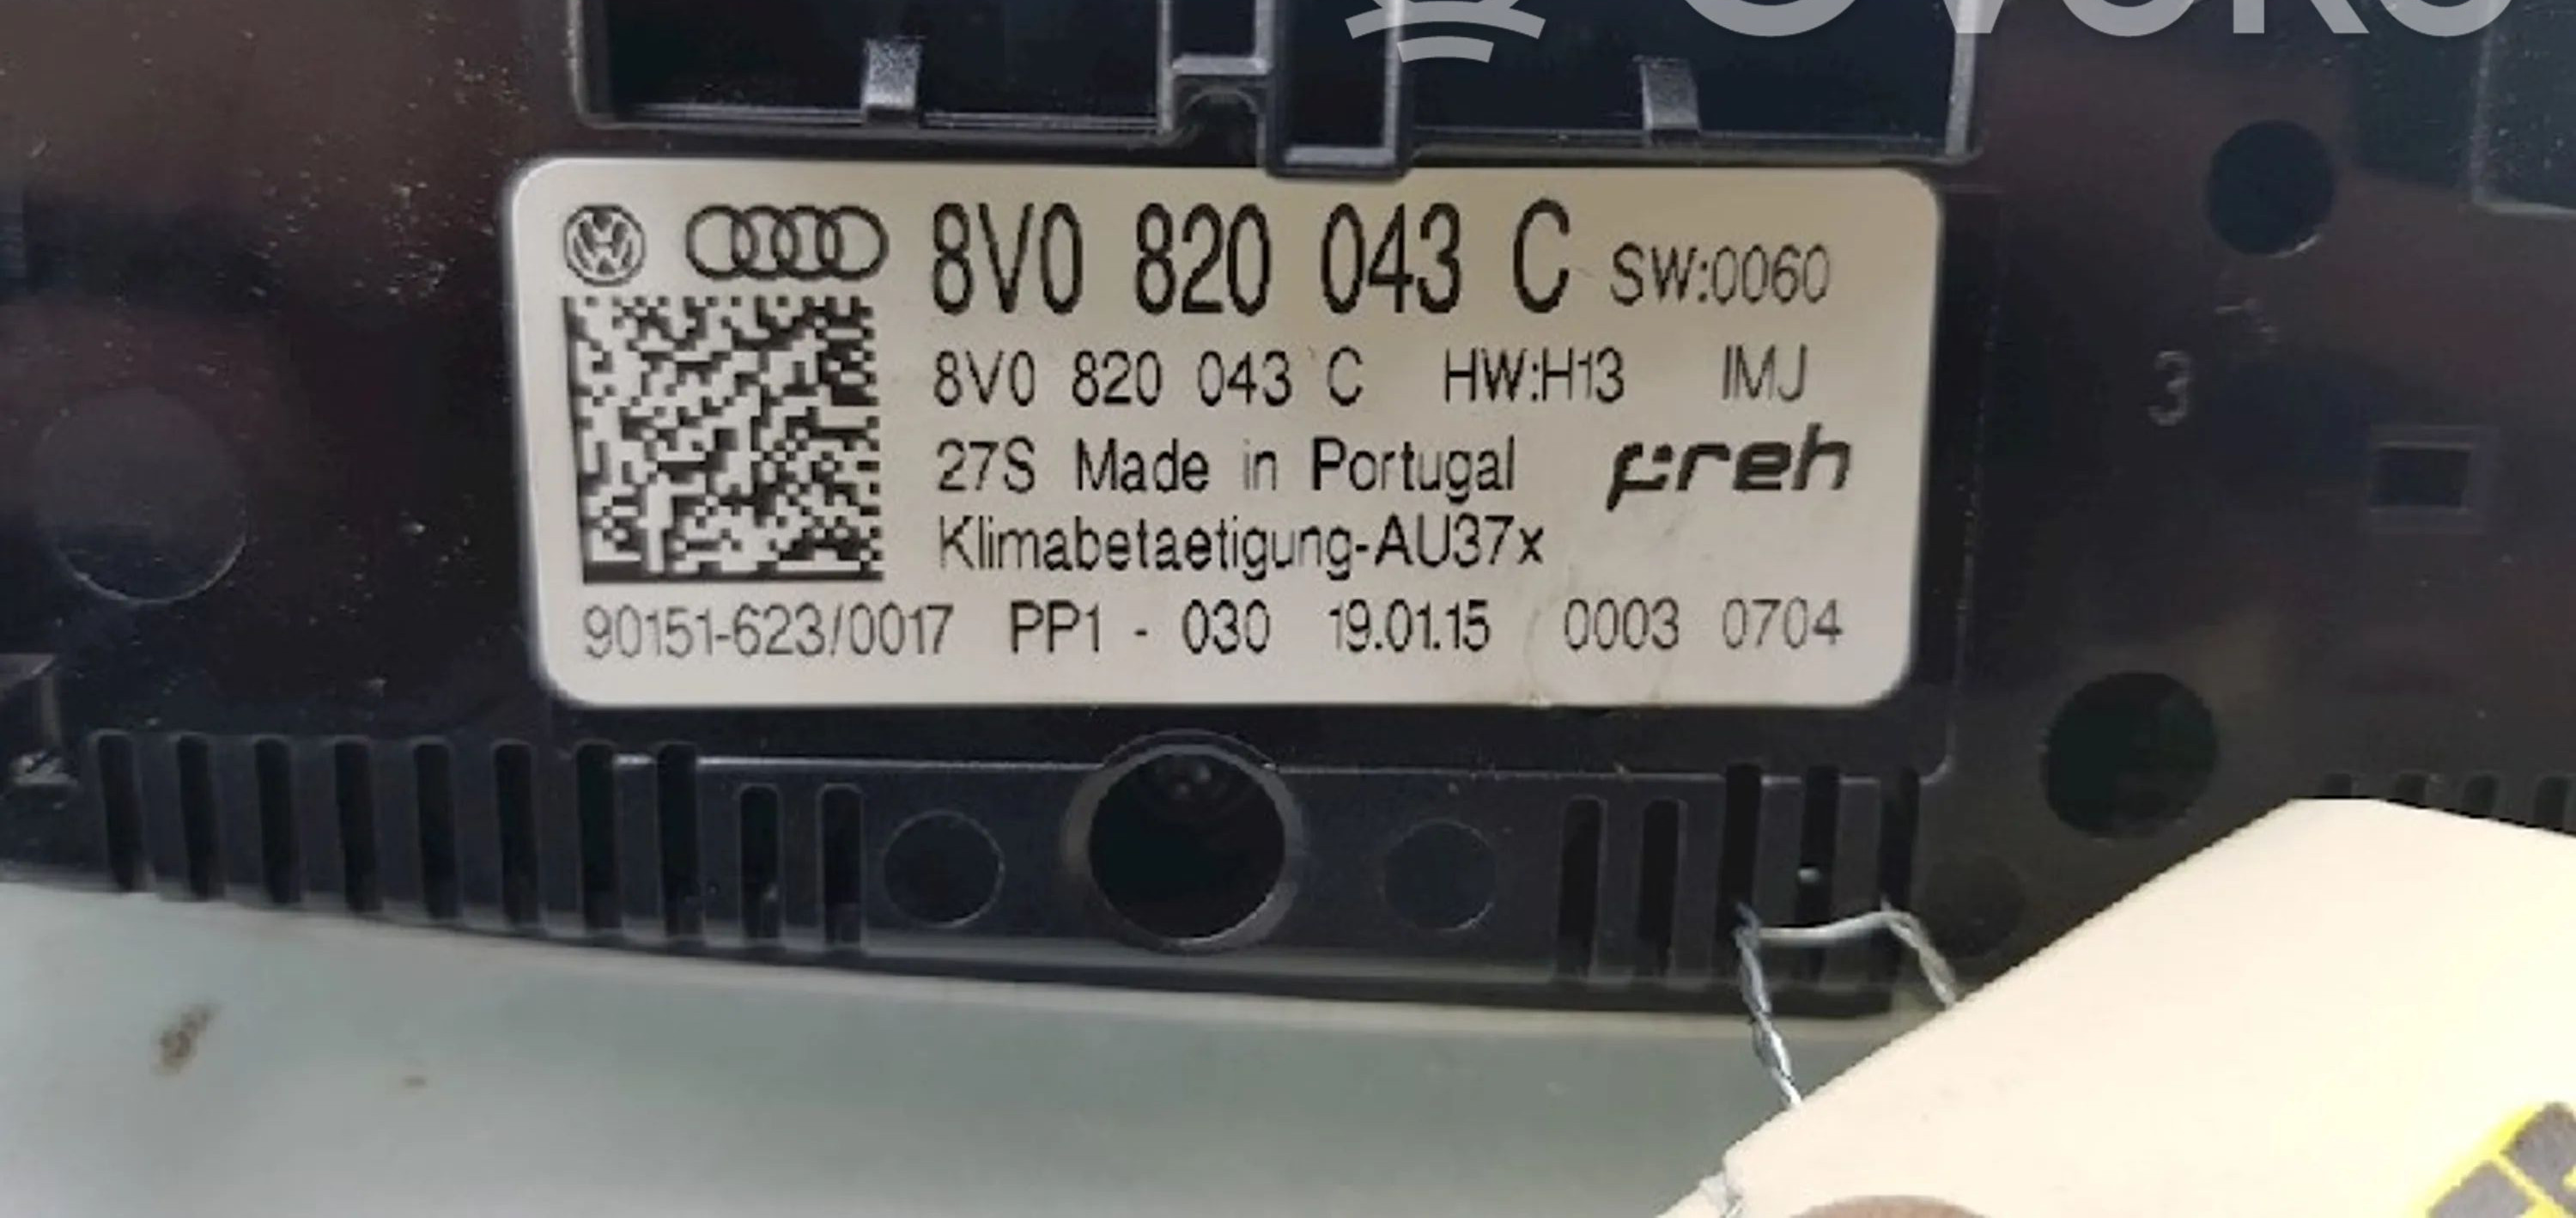 8V0 820 043 C SW:0060
8V0 820 043 C HW:H13 IMJ
27S Made in Portugal preh
Klimabetaetigung-AU37x
90151-623/0017 PP1 - 030 19.01.15 0003 0704
3